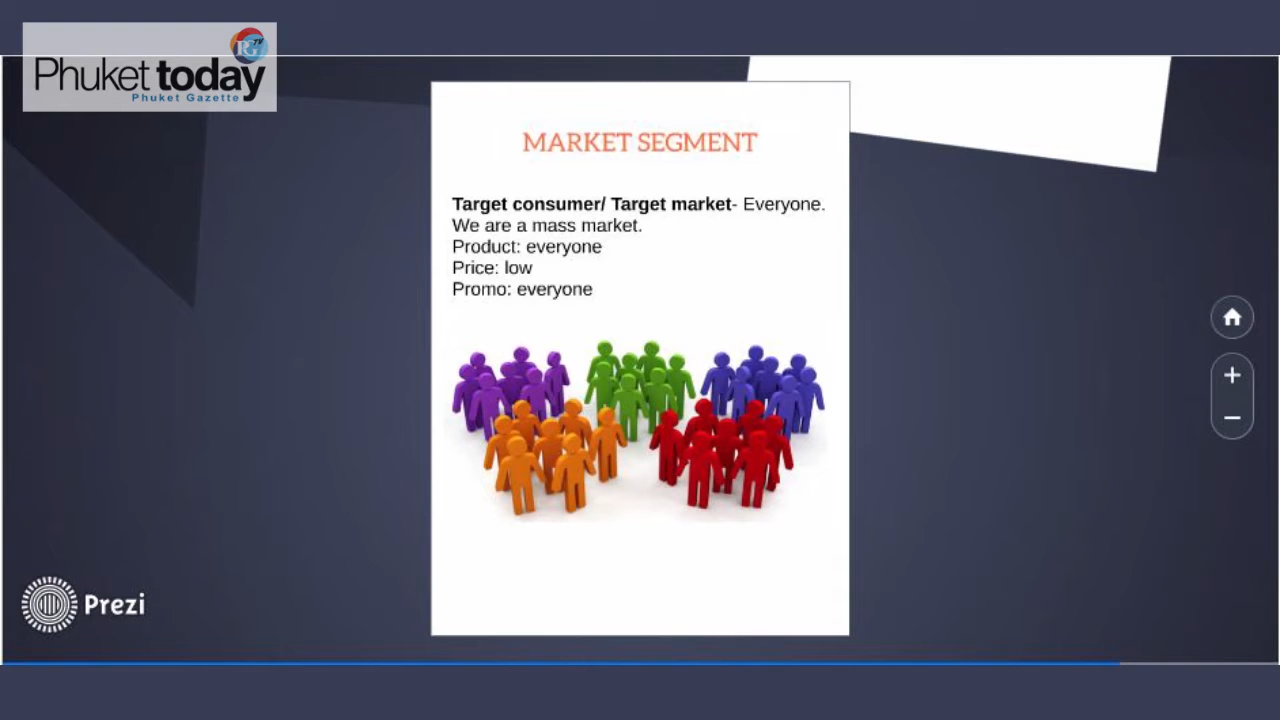 PGTV
Phuket today
Phuket Gazette
MARKET SEGMENT
Target consumer/ Target market- Everyone.
We are a mass market.
Product: everyone
Price: low
Promo: everyone
Prezi